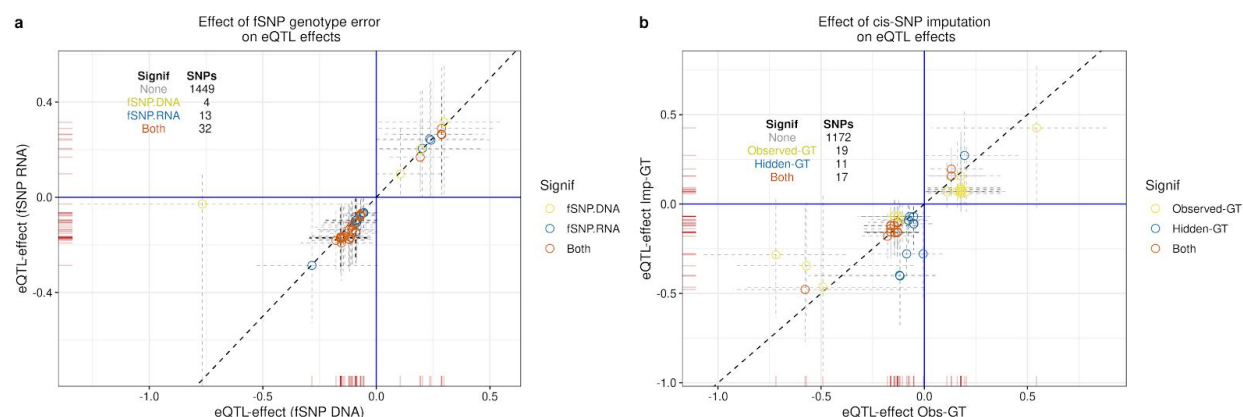 a
Effect of fSNP genotype error
on eQTL effects
Signif SNPs
None 1449
fSNP.DNA 4
fSNP.RNA 13
Both 32
eQTL-effect (fSNP RNA)
0.4
0.0
-0.4
-1.0 -0.5 0.0 0.5
eQTL-effect (fSNP DNA)
Signif
fSNP.DNA
fSNP.RNA
Both
b
Effect of cis-SNP imputation
on eQTL effects
Signif SNPs
None 1172
Observed-GT 19
Hidden-GT 11
Both 17
eQTL-effect Imp-GT
0.5
0.0
-0.5
-1.0
-1.0 -0.5 0.0 0.5
eQTL-effect Obs-GT
Signif
Observed-GT
Hidden-GT
Both